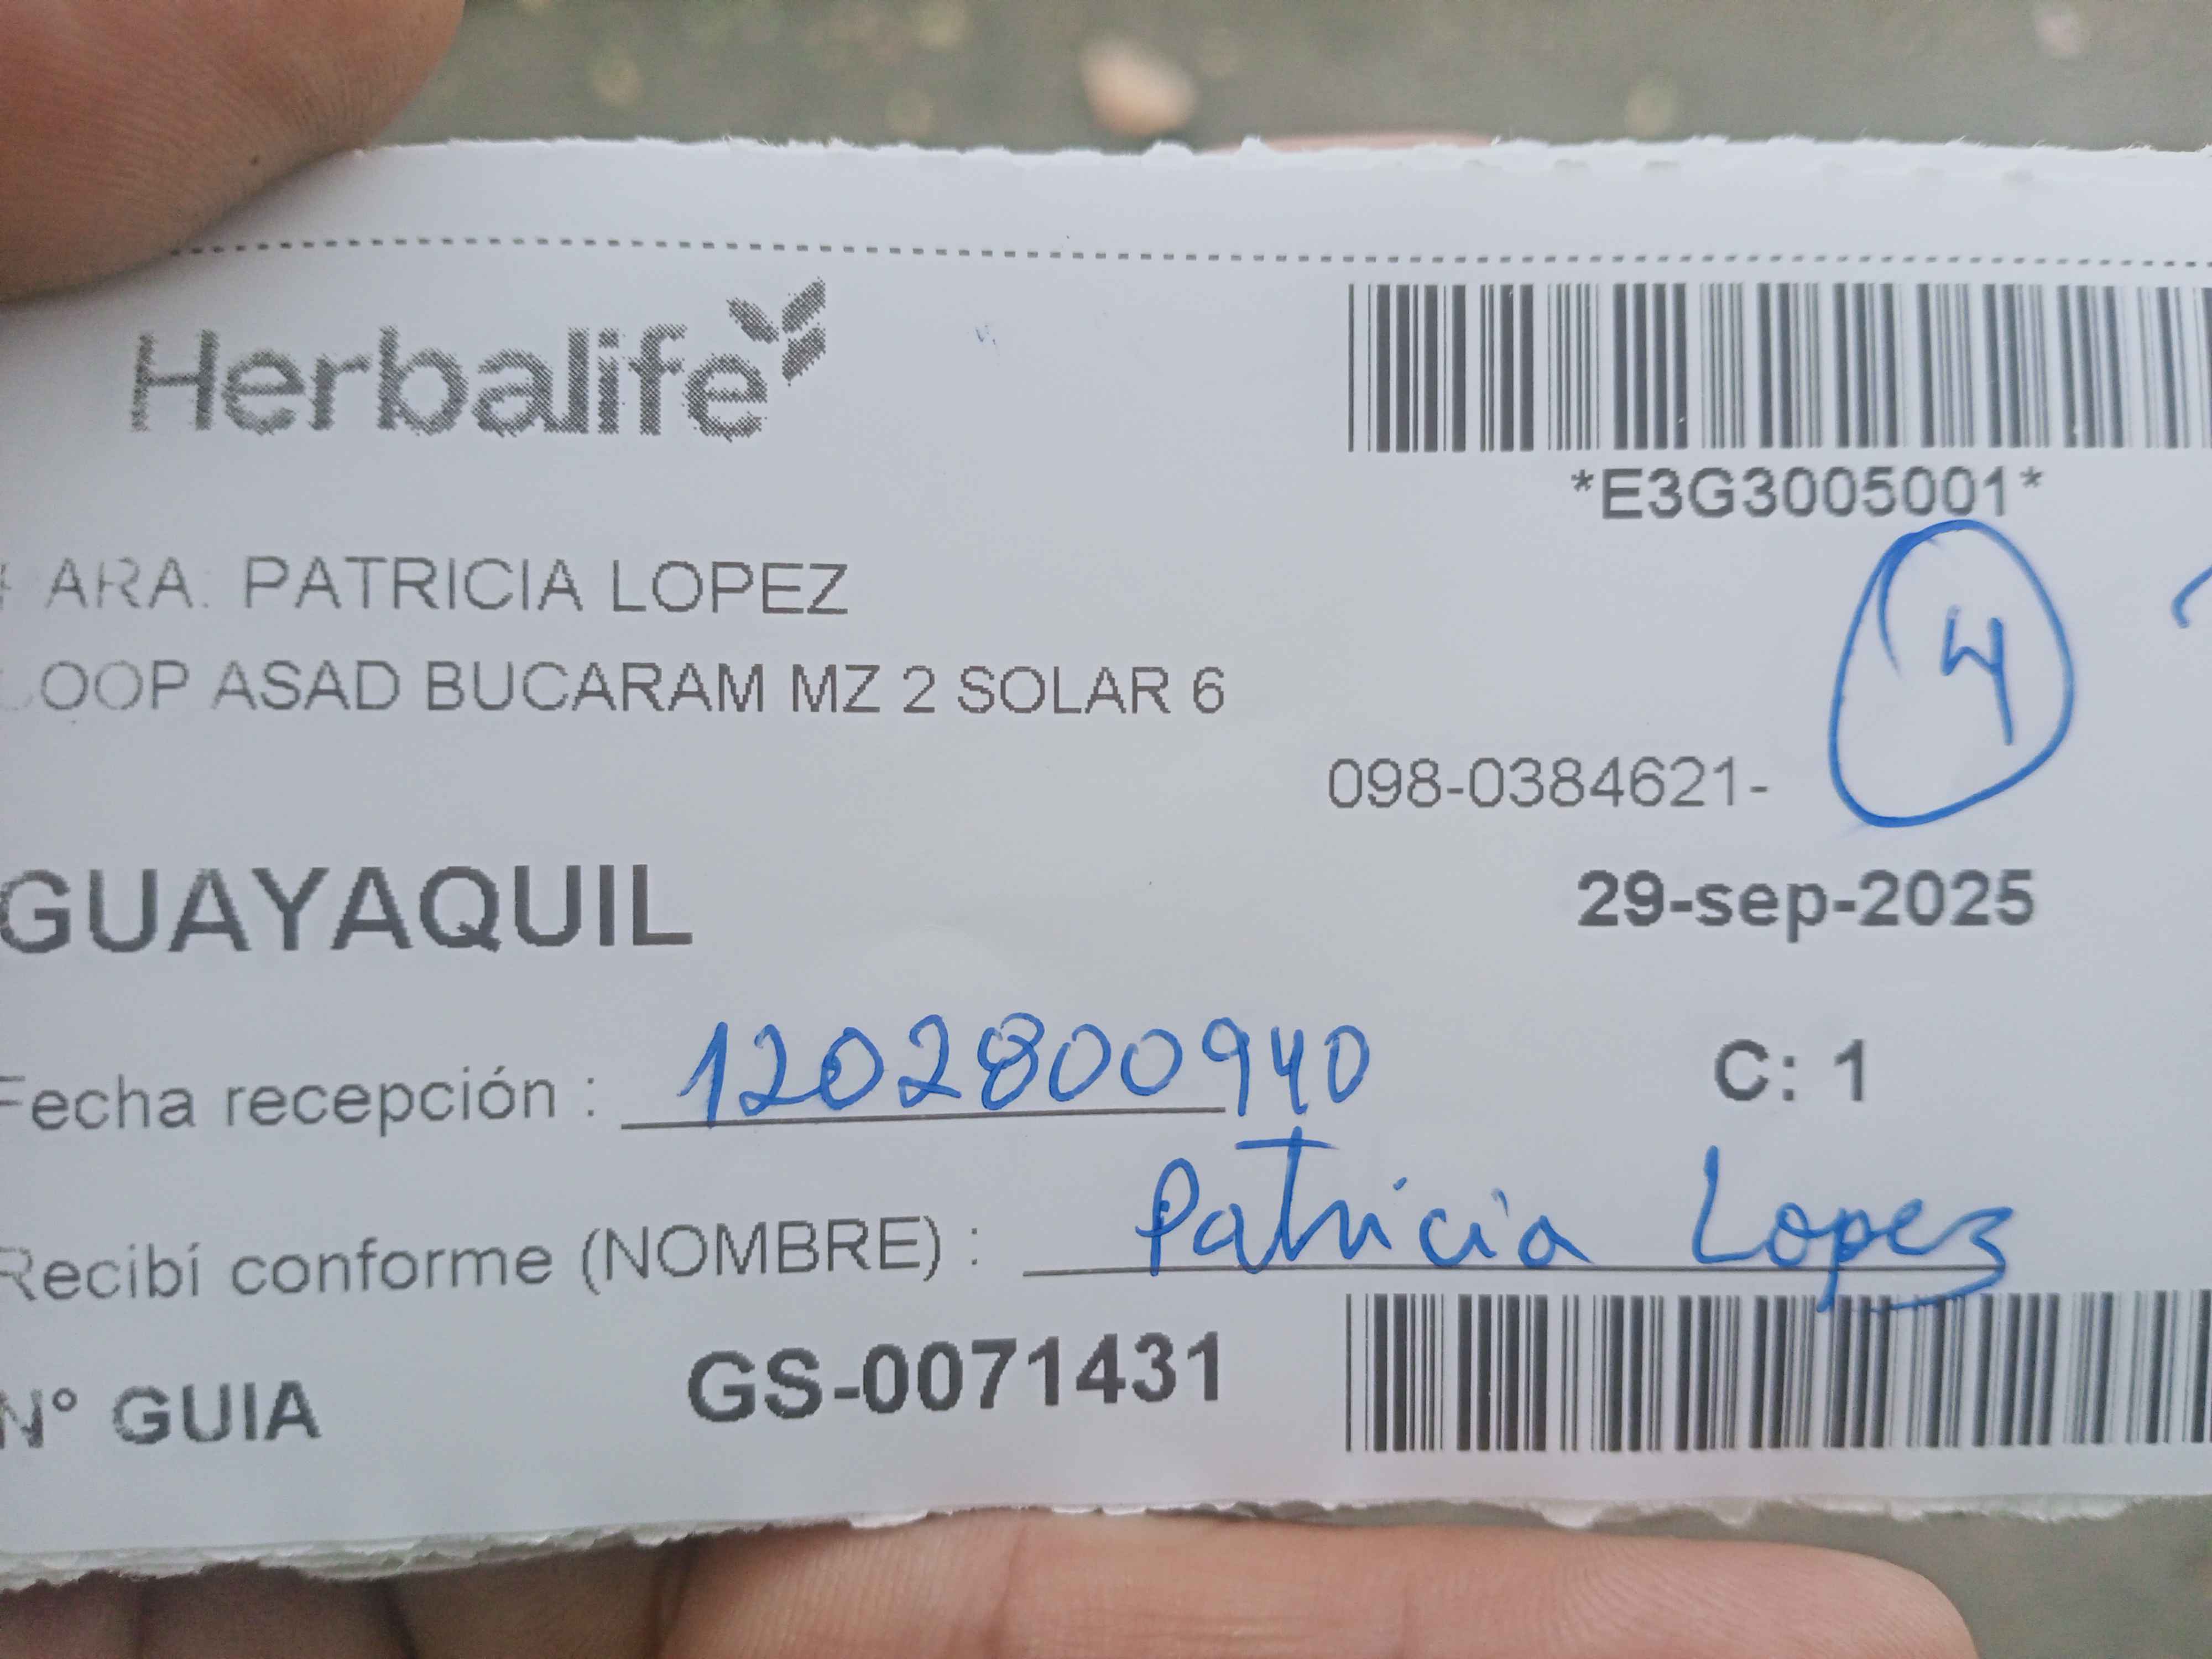 Herbalife
*E3G3005001*
ARA. PATRICIA LOPEZ
4
OOP ASAD BUCARAM MZ 2 SOLAR 6
098-0384621-
GUAYAQUIL
29-sep-2025
Fecha recepción : 1202800940
C: 1
Recibí conforme (NOMBRE) : Patricia Lopez
N° GUIA GS-0071431